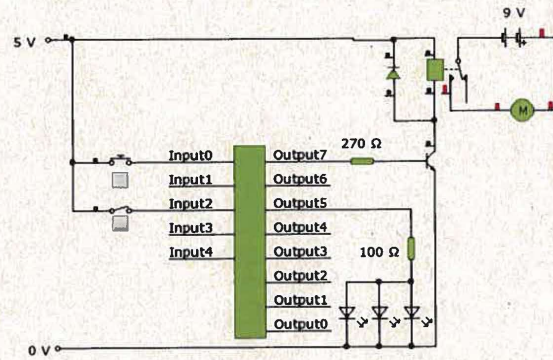 9 V
5 V
M
270 Ω
Input0 Output7
Input1 Output6
Input2 Output5
Input3 Output4
Input4 Output3
100 Ω
Output2
Output1
Output0
0 V